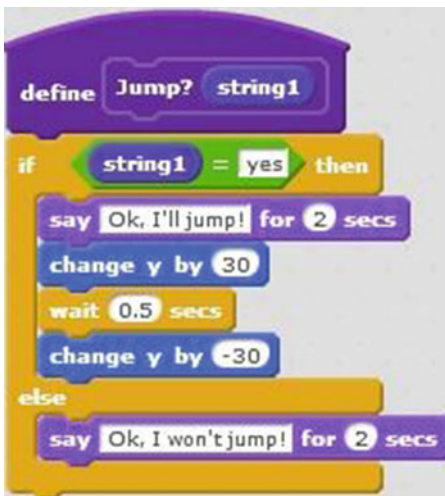 define Jump? string1
if string1 = yes then
say Ok, I'll jump! for 2 secs
change y by 30
wait 0.5 secs
change y by -30
else
say Ok, I won't jump! for 2 secs